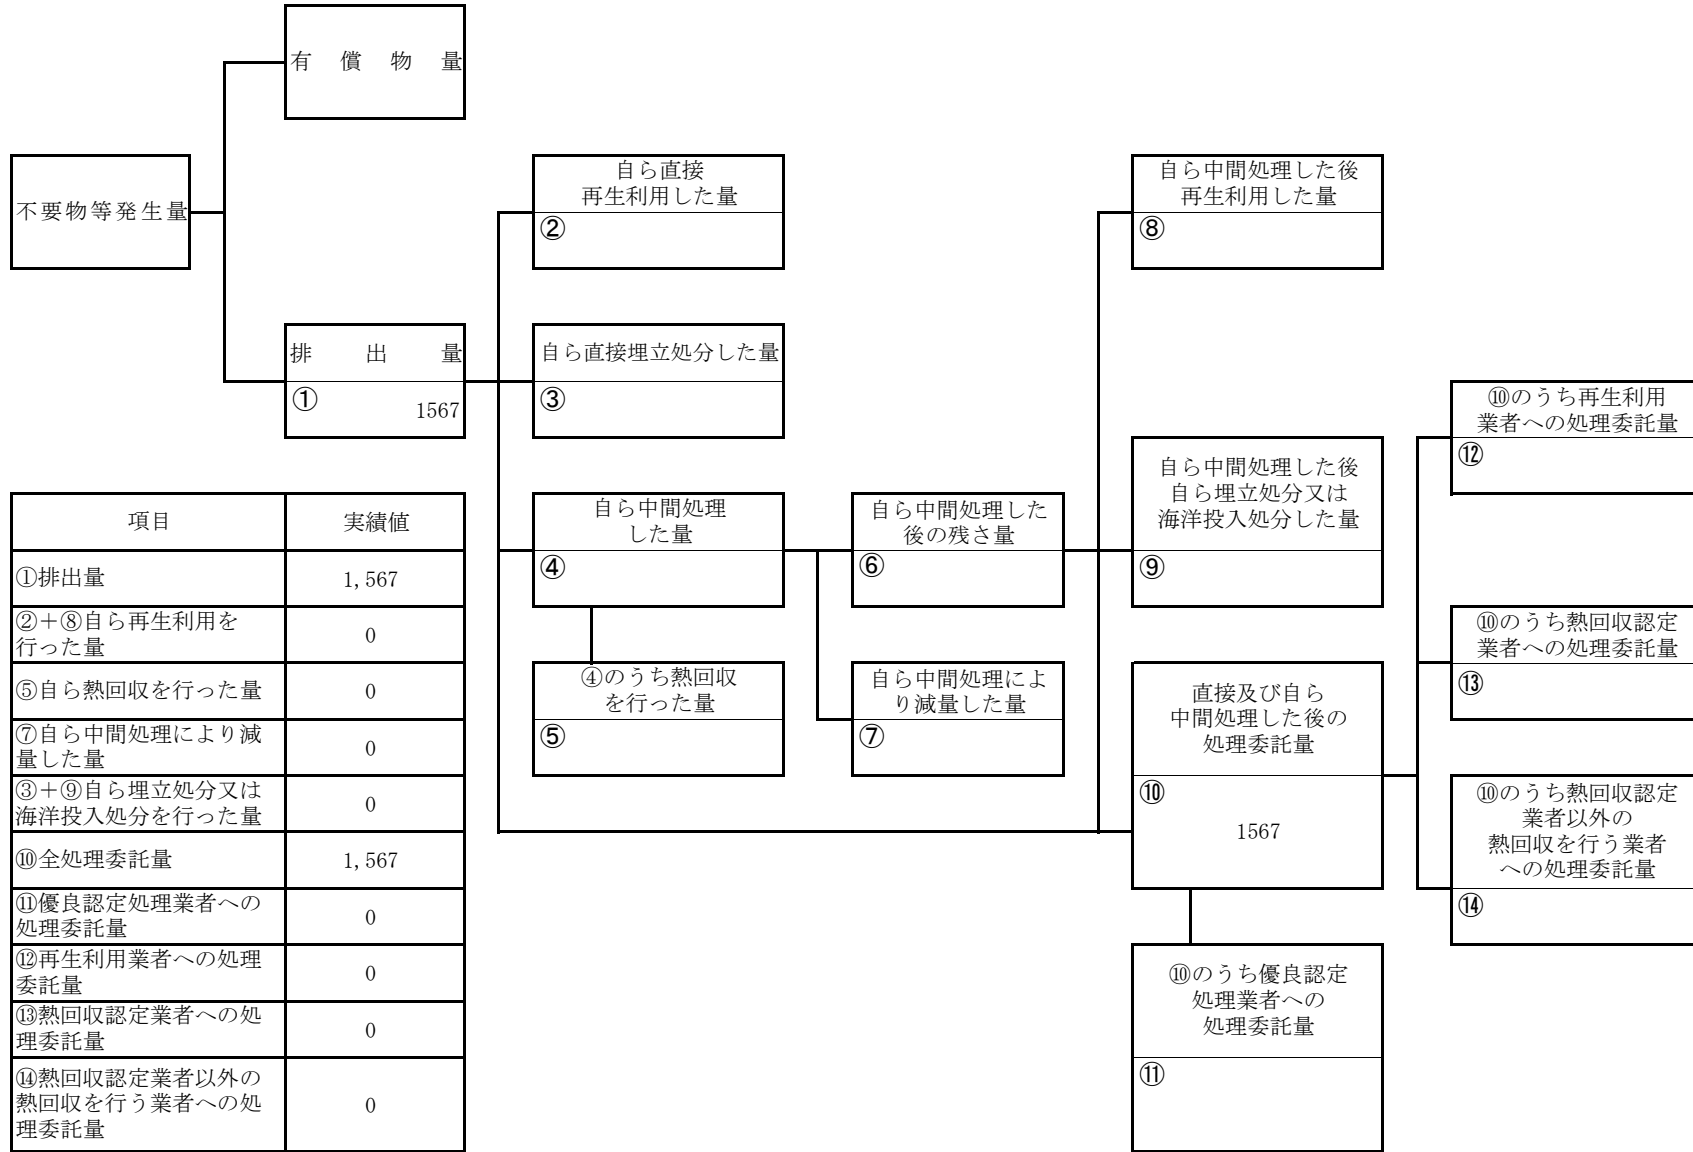 有償物量
不要物等発生量
排出量
①
1567
自ら直接
再生利用した量
②
自ら直接埋立処分した量
③
自ら中間処理
した量
④
④のうち熱回収
を行った量
⑤
自ら中間処理した
後の残さ量
⑥
自ら中間処理によ
り減量した量
⑦
自ら中間処理した後
再生利用した量
⑧
自ら中間処理した後
自ら埋立処分又は
海洋投入処分した量
⑨
直接及び自ら
中間処理した後の
処理委託量
⑩
1567
⑩のうち優良認定
処理業者への
処理委託量
⑪
⑩のうち再生利用
業者への処理委託量
⑫
⑩のうち熱回収認定
業者への処理委託量
⑬
⑩のうち熱回収認定
業者以外の
熱回収を行う業者
への処理委託量
⑭
項目 実績値
①排出量 1,567
②+⑧自ら再生利用を
行った量 0
⑤自ら熱回収を行った量 0
⑦自ら中間処理により減
量した量 0
③+⑨自ら埋立処分又は
海洋投入処分を行った量 0
⑩全処理委託量 1,567
⑪優良認定処理業者への
処理委託量 0
⑫再生利用業者への処理
委託量 0
⑬熱回収認定業者への処
理委託量 0
⑭熱回収認定業者以外の
熱回収を行う業者への処
理委託量 0